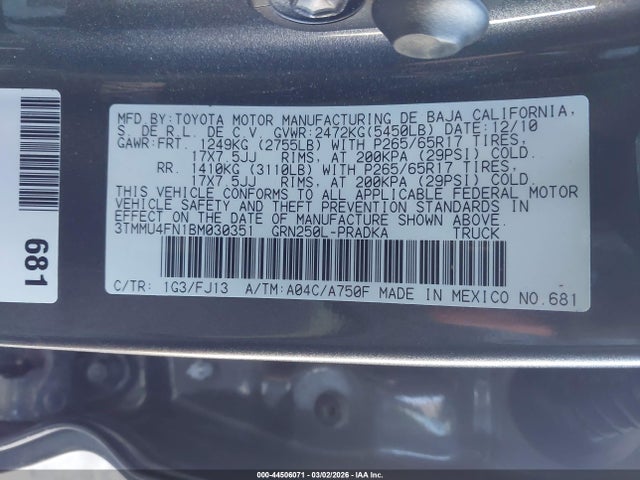 MFD.BY:TOYOTA MOTOR MANUFACTURING DE BAJA CALIFORNIA,
S. DE R.L. DE C.V. GVWR:2472KG(5450LB) DATE:12/10
GAWR:FRT. 1249KG (2755LB) WITH P265/65R17 TIRES,
17X7.5JJ RIMS, AT 200KPA (29PSI) COLD.
RR. 1410KG (3110LB) WITH P265/65R17 TIRES,
17X7.5JJ RIMS, AT 200KPA (29PSI) COLD.
THIS VEHICLE CONFORMS TO ALL APPLICABLE FEDERAL MOTOR
VEHICLE SAFETY AND THEFT PREVENTION STANDARDS IN
EFFECT ON THE DATE OF MANUFACTURE SHOWN ABOVE.
3TMMU4FN1BM030351 GRN250L-PRADKA TRUCK
C/TR: 1G3/FJ13 A/TM:A04C/A750F MADE IN MEXICO NO.681
681
000-44506071 - 03/02/2026 - IAA Inc.